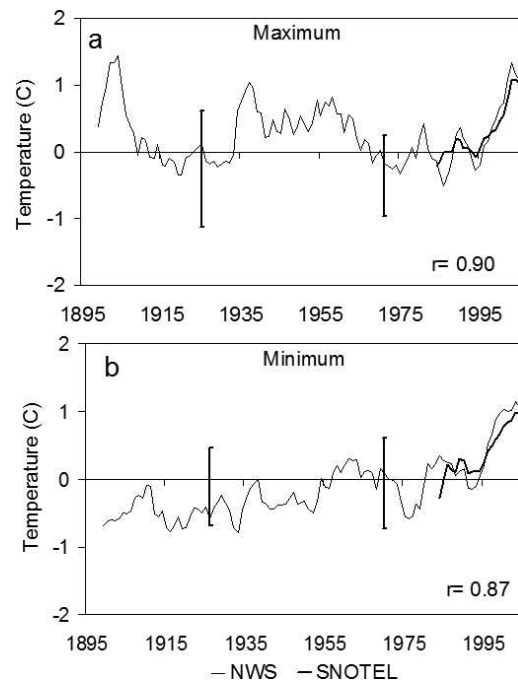 2
a
Maximum
1
Temperature (C)
0
-1
r= 0.90
-2
1895 1915 1935 1955 1975 1995
2
b
Minimum
1
Temperature (C)
0
-1
r= 0.87
-2
1895 1915 1935 1955 1975 1995
NWS SNOTEL